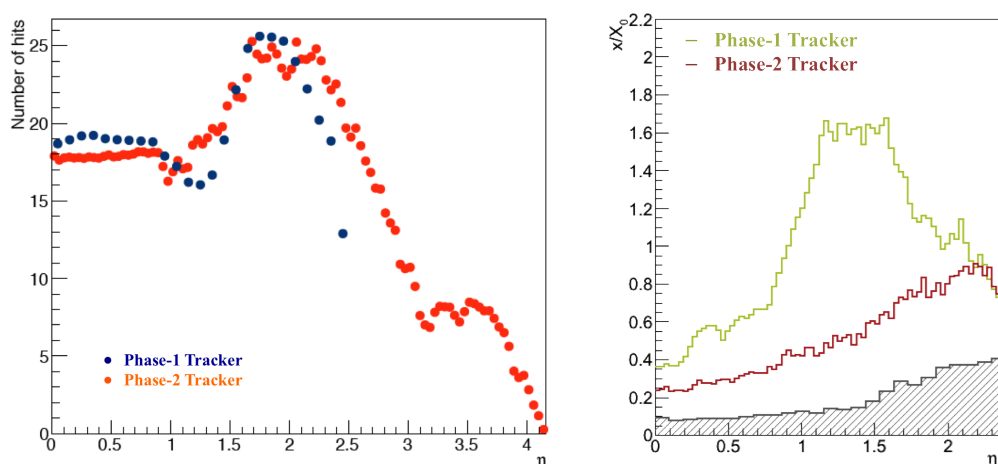 Number of hits
25
20
15
10
5
0
0 0.5 1 1.5 2 2.5 3 3.5 4
η
Phase-1 Tracker
Phase-2 Tracker
x/X₀
2.2
2
1.8
1.6
1.4
1.2
1
0.8
0.6
0.4
0.2
0
0 0.5 1 1.5 2
η
Phase-1 Tracker
Phase-2 Tracker